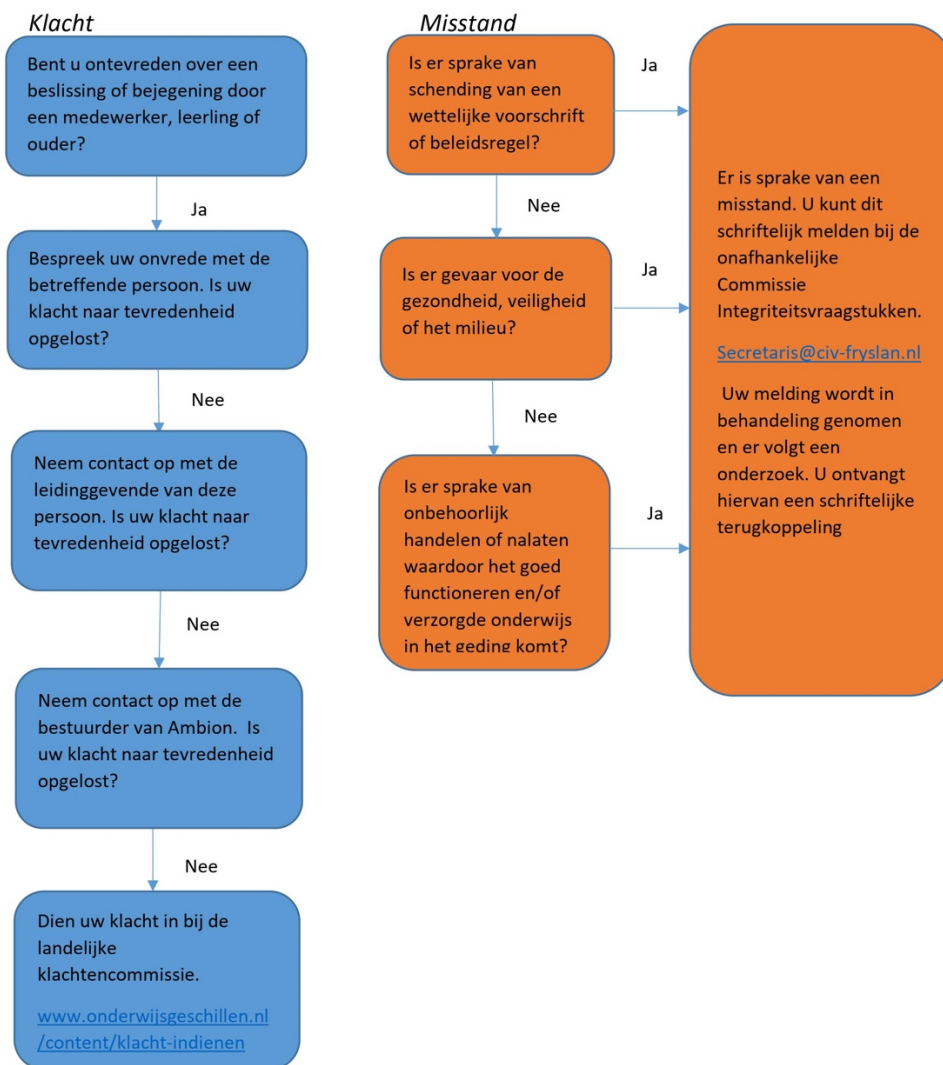 Klacht
Bent u ontevreden over een
beslissing of bejegening door
een medewerker, leerling of
ouder?
Ja
Bespreek uw onvrede met de
betreffende persoon. Is uw
klacht naar tevredenheid
opgelost?
Nee
Neem contact op met de
leidinggevende van deze
persoon. Is uw klacht naar
tevredenheid opgelost?
Nee
Neem contact op met de
bestuurder van Ambion. Is
uw klacht naar tevredenheid
opgelost?
Nee
Dien uw klacht in bij de
landelijke
klachtencommissie.
www.onderwijsgeschillen.nl
/content/klacht-indienen
Misstand
Is er sprake van
schending van een
wettelijke voorschrift
of beleidsregel?
Ja
Nee
Is er gevaar voor de
gezondheid, veiligheid
of het milieu?
Ja
Nee
Is er sprake van
onbehoorlijk
handelen of nalaten
waardoor het goed
functioneren en/of
verzorgde onderwijs
in het geding komt?
Ja
Er is sprake van een
misstand. U kunt dit
schriftelijk melden bij de
onafhankelijke
Commissie
Integriteitsvraagstukken.
Secretaris@civ-fryslan.nl
Uw melding wordt in
behandeling genomen
en er volgt een
onderzoek. U ontvangt
hiervan een schriftelijke
terugkoppeling